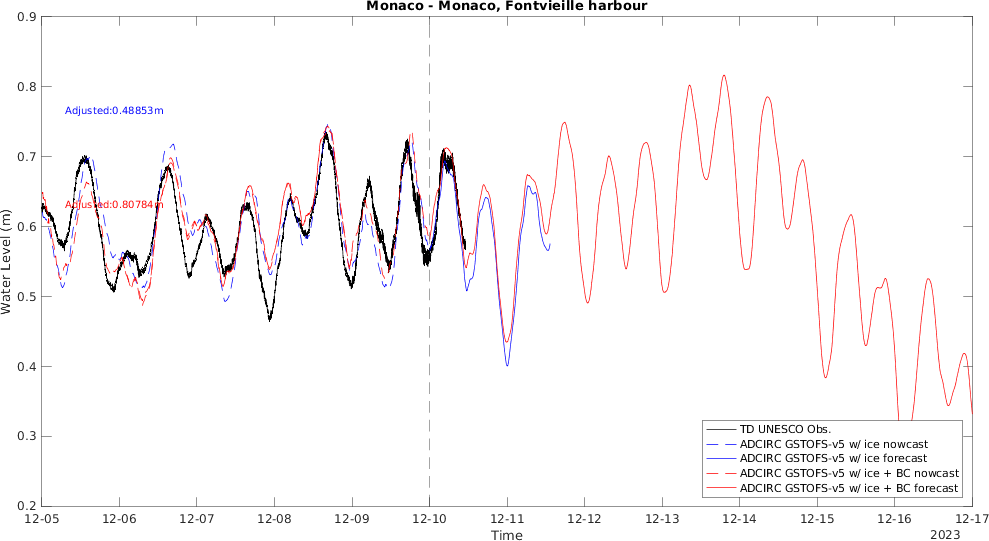 Monaco - Monaco, Fontvieille harbour
0.9
0.8
0.7
0.6
0.5
0.4
0.3
0.2
Water Level (m)
Adjusted:0.48853m
Adjusted:0.80784m
TD UNESCO Obs.
ADCIRC GSTOFS-v5 w/ ice nowcast
ADCIRC GSTOFS-v5 w/ ice forecast
ADCIRC GSTOFS-v5 w/ ice + BC nowcast
ADCIRC GSTOFS-v5 w/ ice + BC forecast
12-05 12-06 12-07 12-08 12-09 12-10 12-11 12-12 12-13 12-14 12-15 12-16 12-17
Time
2023